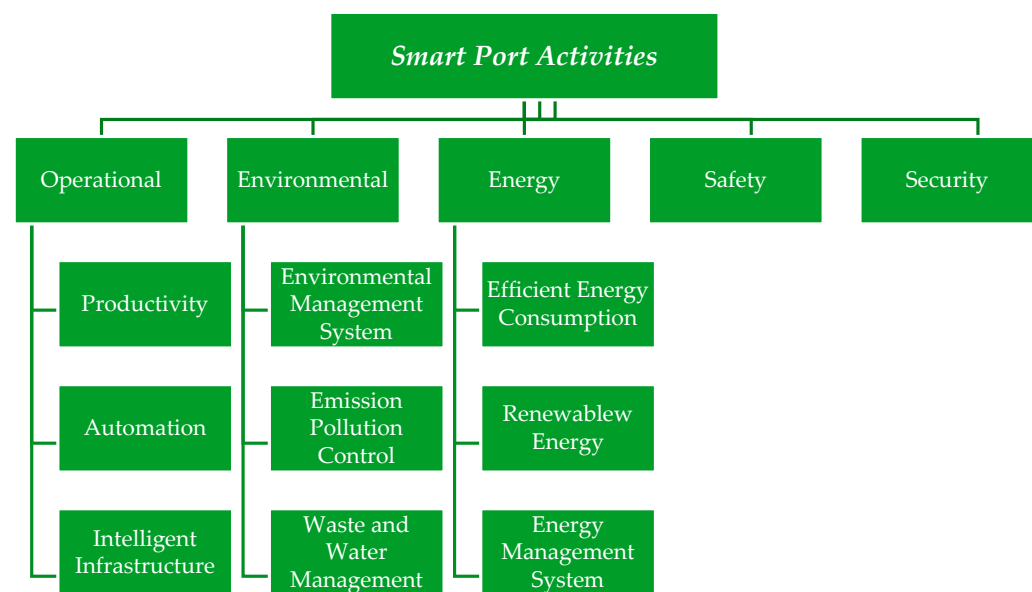 Smart Port Activities
Operational
Environmental
Energy
Safety
Security
Productivity
Environmental
Management
System
Efficient Energy
Consumption
Automation
Emission
Pollution
Control
Renewablew
Energy
Intelligent
Infrastructure
Waste and
Water
Management
Energy
Management
System